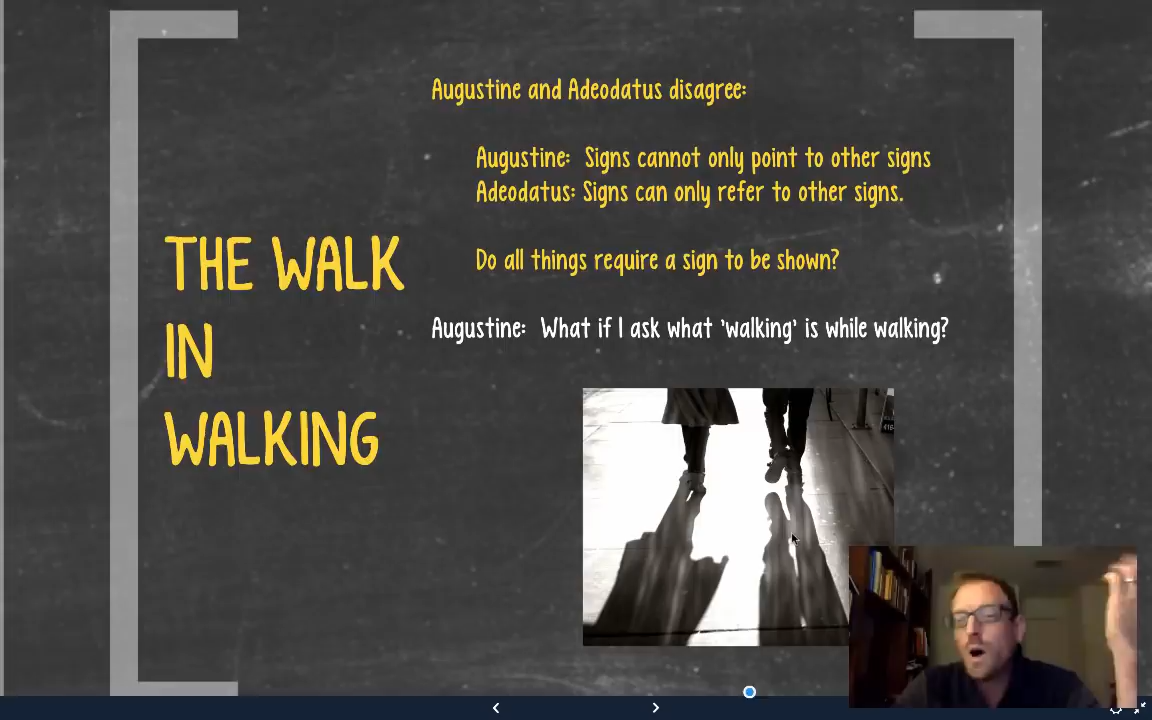 THE WALK
IN
WALKING
Augustine and Adeodatus disagree:
Augustine:  Signs cannot only point to other signs
Adeodatus: Signs can only refer to other signs.
Do all things require a sign to be shown?
Augustine:  What if I ask what 'walking' is while walking?